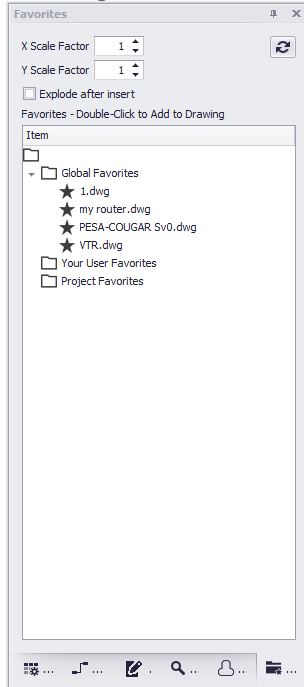 Favorites
X Scale Factor 1
Y Scale Factor 1
Explode after insert
Favorites - Double-Click to Add to Drawing
Item
Global Favorites
1.dwg
my router.dwg
PESA-COUGAR Sv0.dwg
VTR.dwg
Your User Favorites
Project Favorites
... ... . ... ... ...